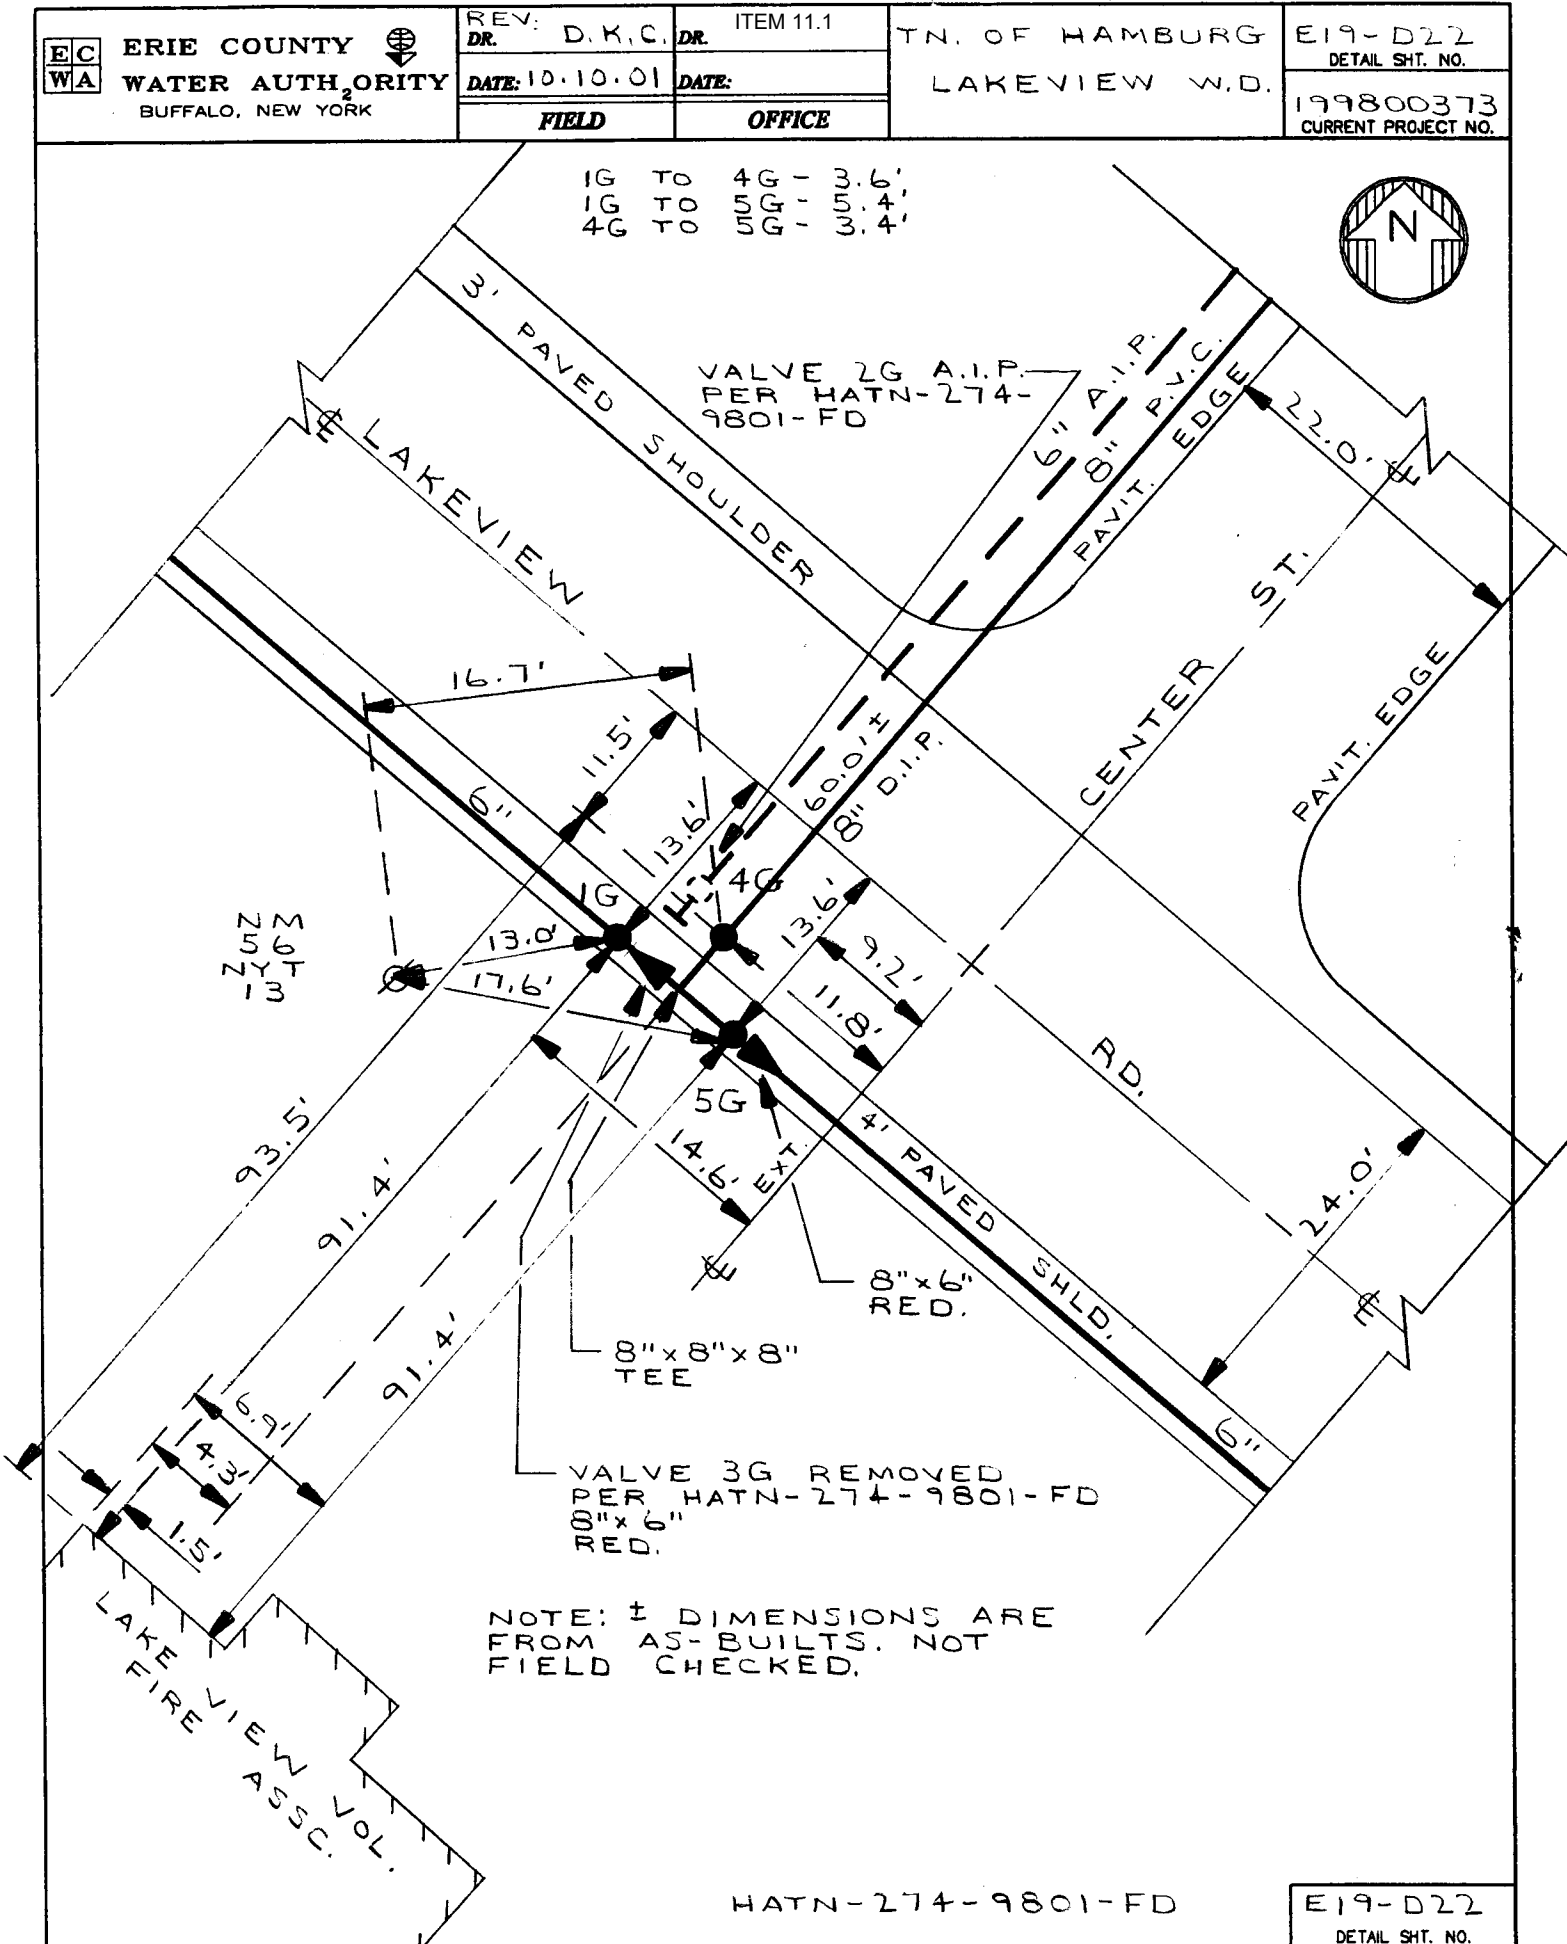 E C
W A
ERIE COUNTY
WATER AUTH2ORITY
BUFFALO, NEW YORK
REV:
DR. D.K.C.
DATE: 10.10.01
FIELD
ITEM 11.1
DR.
DATE:
OFFICE
TN. OF HAMBURG
LAKEVIEW W.D.
E19-D22
DETAIL SHT. NO.
199800373
CURRENT PROJECT NO.
1G TO 4G - 3.6'
1G TO 5G - 5.4'
4G TO 5G - 3.4'
N
3' PAVED SHOULDER
VALVE 2G A.I.P.
PER HATN-274-
9801-FD
6" A.I.P.
8" P.V.C.
PAV'T. EDGE
22.0'
℄
℄
LAKEVIEW
CENTER ST.
PAV'T. EDGE
16.7'
11.5'
6"
13.6'
60.0'±
8" D.I.P.
1G
4G
13.6'
NM
56
NYT
13
13.0'
17.6'
9.2'
11.8'
RD.
5G
4' PAVED SHLD.
14.6'
EXT.
℄
24.0'
℄
93.5'
91.4'
91.4'
8"x6"
RED.
8"x8"x8"
TEE
6.9'
4.3'
1.5'
6"
VALVE 3G REMOVED
PER HATN-274-9801-FD
8"x6"
RED.
NOTE: ± DIMENSIONS ARE
FROM AS-BUILTS. NOT
FIELD CHECKED.
LAKE VIEW VOL.
FIRE ASSC.
HATN-274-9801-FD
E19-D22
DETAIL SHT. NO.